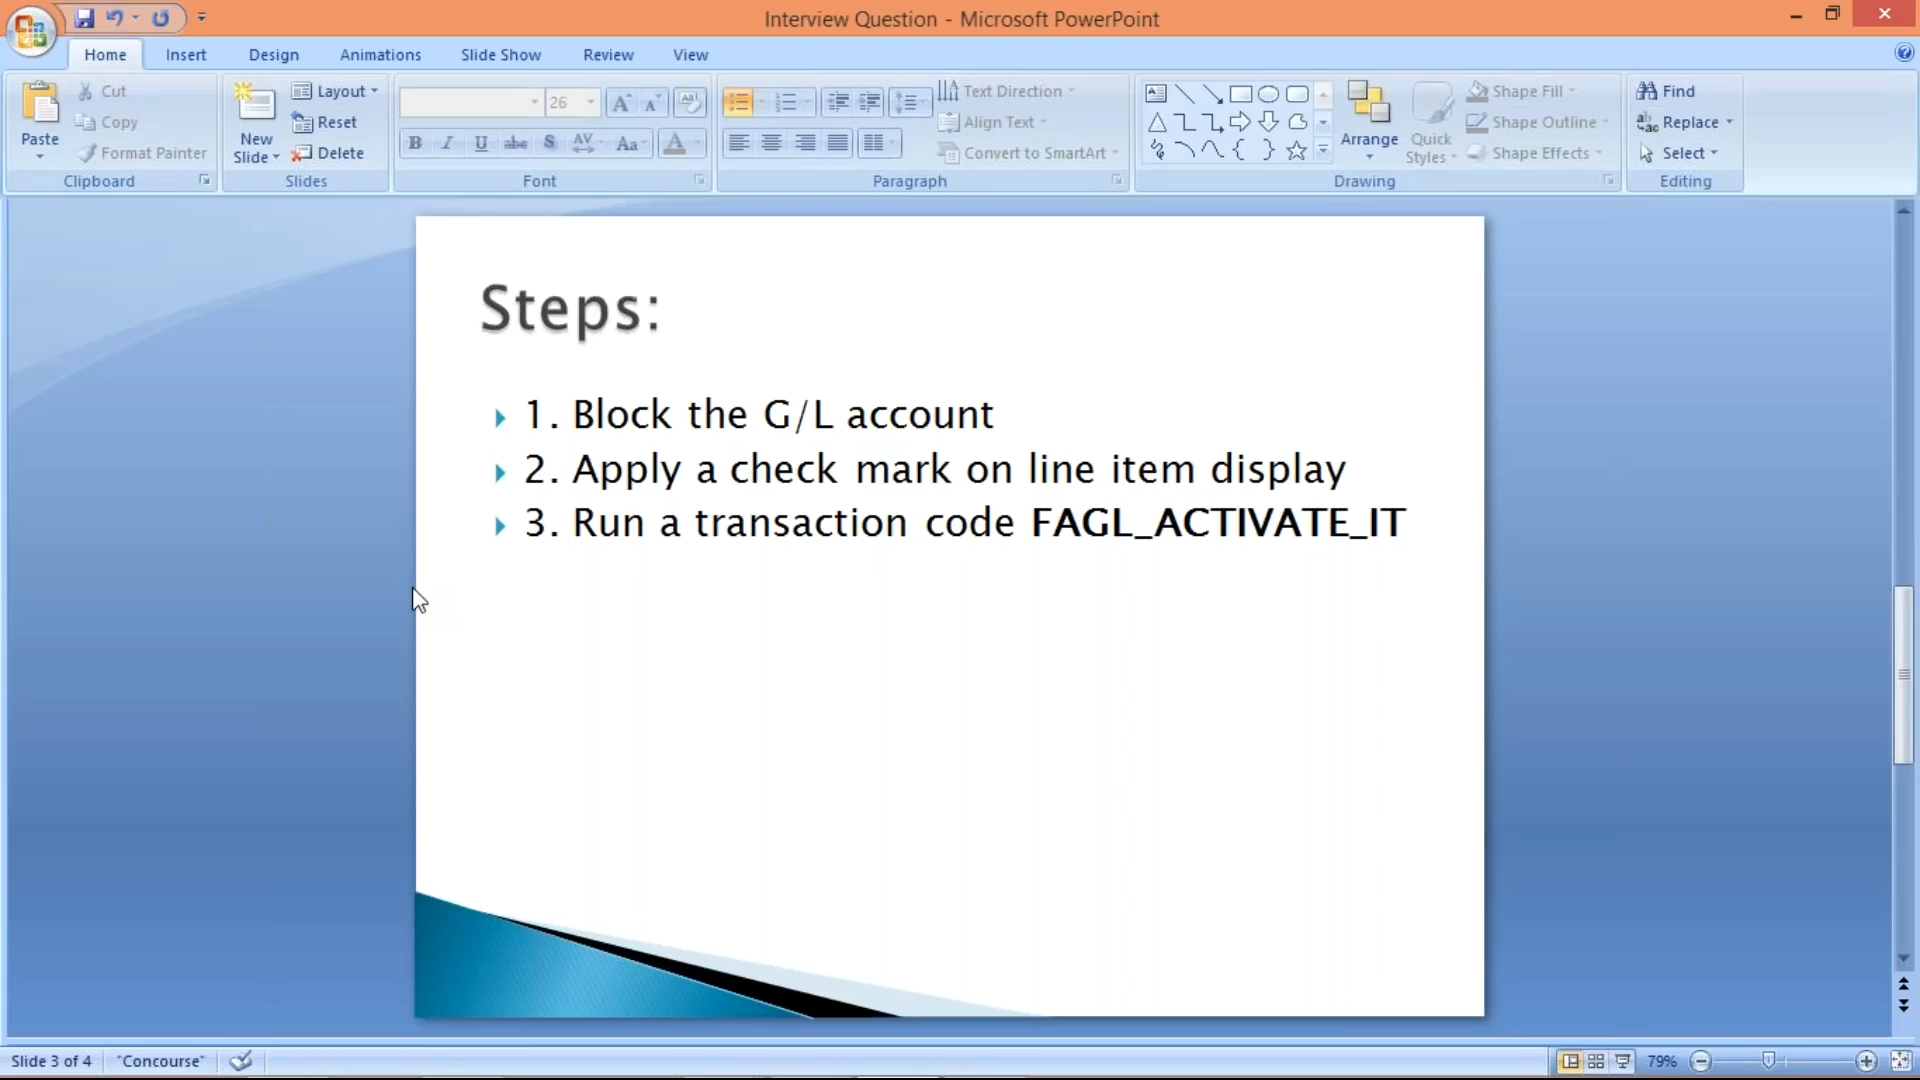 Interview Question - Microsoft PowerPoint
Home Insert Design Animations Slide Show Review View
Paste
Cut
Copy
Format Painter
Clipboard
New Slide
Layout
Reset
Delete
Slides
26
B I U abc S AV Aa A
Font
Text Direction
Align Text
Convert to SmartArt
Paragraph
Arrange
Quick Styles
Shape Fill
Shape Outline
Shape Effects
Drawing
Find
Replace
Select
Editing
Steps:
1. Block the G/L account
2. Apply a check mark on line item display
3. Run a transaction code FAGL_ACTIVATE_IT
Slide 3 of 4 "Concourse" 79%